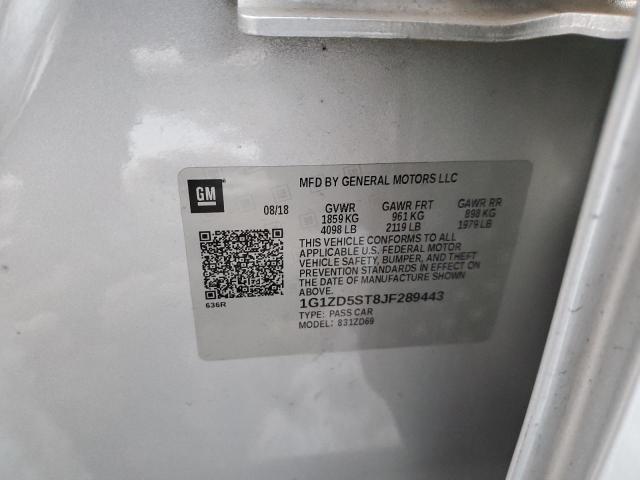 GM
MFD BY GENERAL MOTORS LLC
08/18 GVWR GAWR FRT GAWR RR
1859 KG 961 KG 898 KG
4098 LB 2119 LB 1979 LB
THIS VEHICLE CONFORMS TO ALL
APPLICABLE U.S. FEDERAL MOTOR
VEHICLE SAFETY, BUMPER, AND THEFT
PREVENTION STANDARDS IN EFFECT ON
THE DATE OF MANUFACTURE SHOWN
ABOVE.
1G1ZD5ST8JF289443
636R
TYPE: PASS CAR
MODEL: 831ZD69